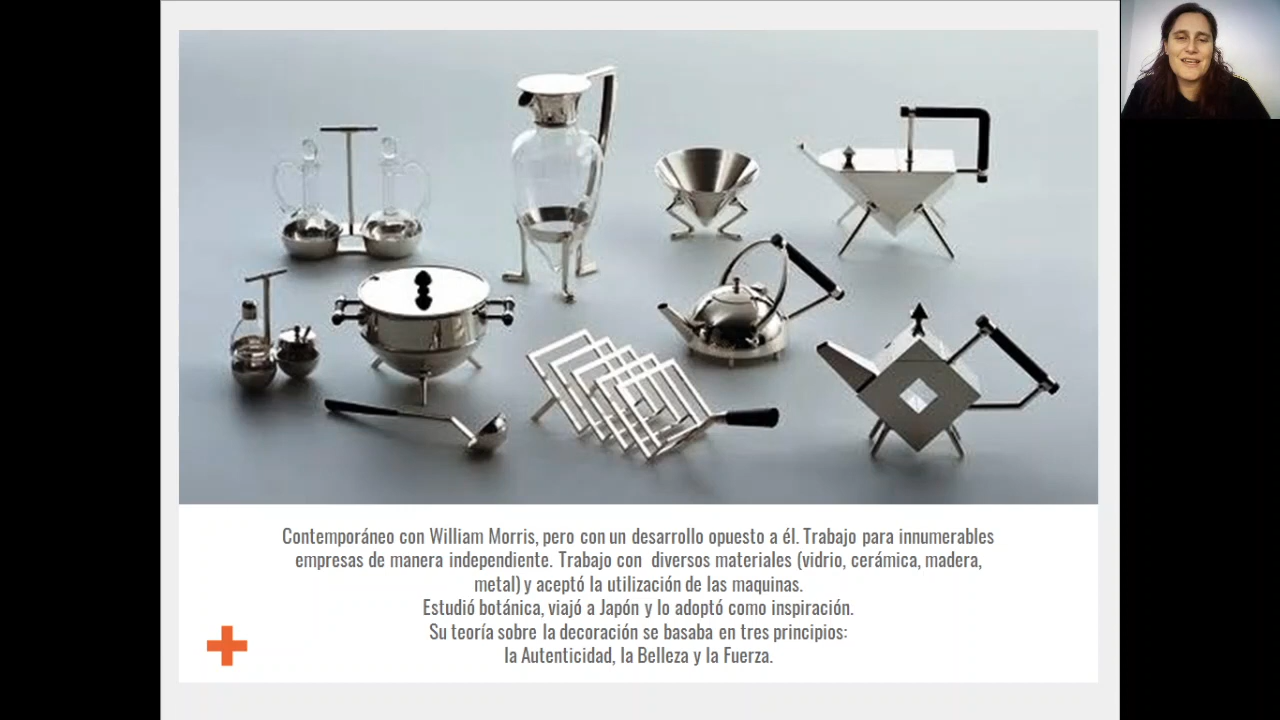 Contemporáneo con William Morris, pero con un desarrollo opuesto a él. Trabajo para innumerables
empresas de manera independiente. Trabajo con diversos materiales (vidrio, cerámica, madera,
metal) y aceptó la utilización de las maquinas.
Estudió botánica, viajó a Japón y lo adoptó como inspiración.
Su teoría sobre la decoración se basaba en tres principios:
la Autenticidad, la Belleza y la Fuerza.